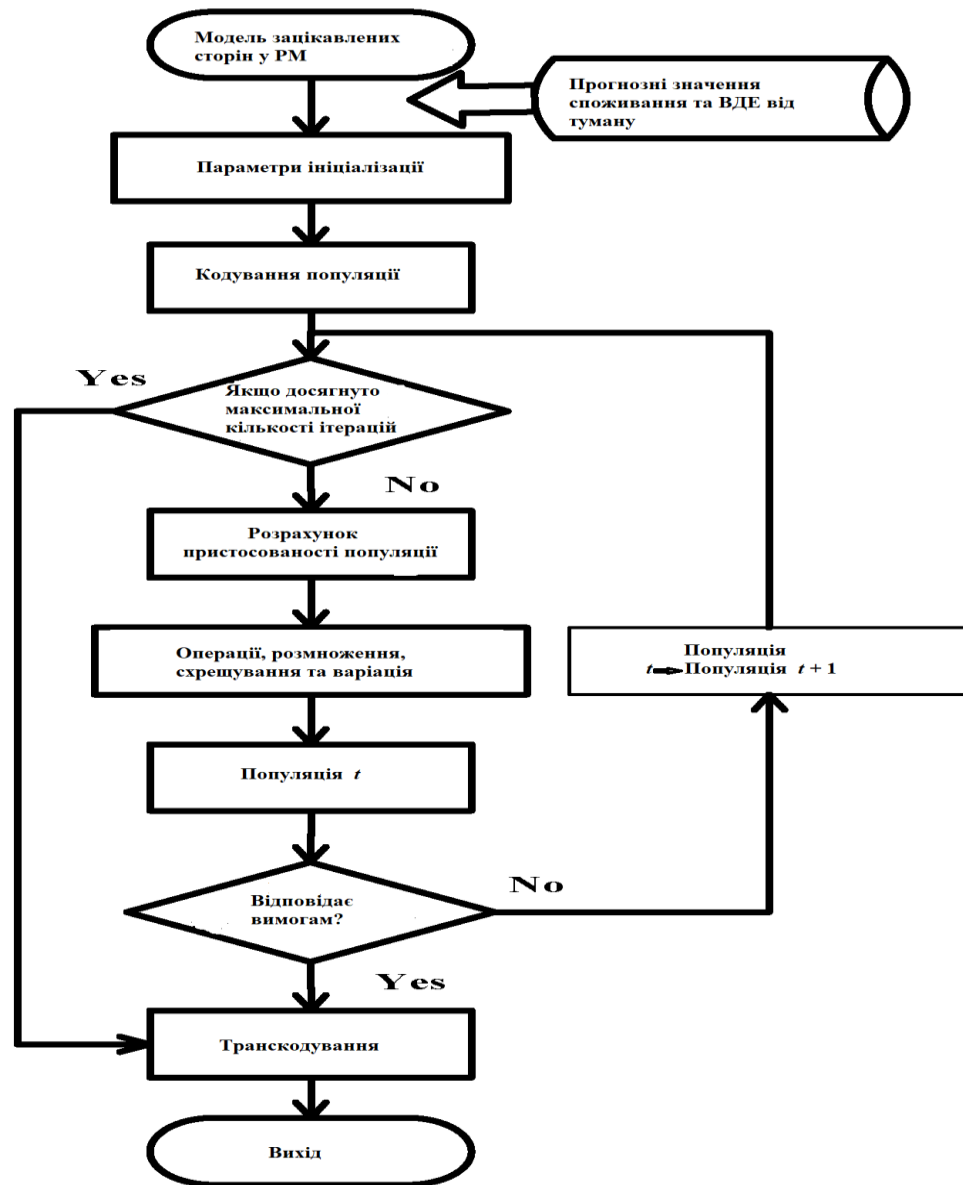 Модель зацікавлених
сторін у РМ
Прогнозні значення
споживання та ВДЕ від
туману
Параметри ініціалізації
Кодування популяції
Yes
Якщо досягнуто
максимальної
кількості ітерацій
No
Розрахунок
пристосованості популяції
Операції, розмноження,
схрещування та варіація
Популяція
t Популяція t + 1
Популяція t
Відповідає
вимогам?
No
Yes
Транскодування
Вихід